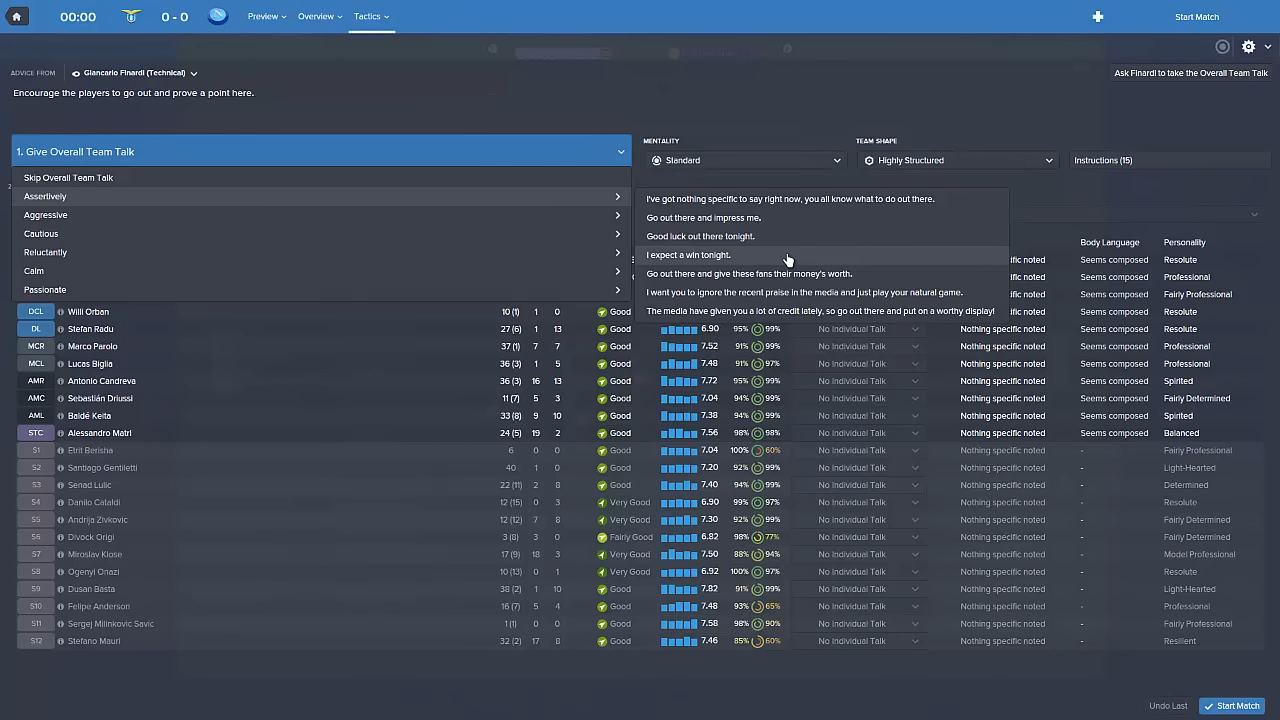 00:00 0 - 0 Preview Overview Tactics Start Match
ADVICE FROM Giancarlo Finardi (Technical) Ask Finardi to take the Overall Team Talk
Encourage the players to go out and prove a point here.
MENTALITY TEAM SHAPE
1. Give Overall Team Talk Standard Highly Structured Instructions (15)
Skip Overall Team Talk
Assertively
Aggressive
Cautious
Reluctantly
Calm
Passionate
I've got nothing specific to say right now, you all know what to do out there.
Go out there and impress me.
Good luck out there tonight.
I expect a win tonight.
Go out there and give these fans their money's worth.
I want you to ignore the recent praise in the media and just play your natural game.
The media have given you a lot of credit lately, so go out there and put on a worthy display!
Body Language Personality
specific noted Seems composed Resolute
specific noted Seems composed Professional
specific noted Seems composed Fairly Professional
DCL Willi Orban 10 (1) 1 0 Good specific noted Seems composed Resolute
DL Stefan Radu 27 (6) 1 13 Good 6.90 95% 99% No Individual Talk Nothing specific noted Seems composed Resolute
MCR Marco Parolo 37 (1) 7 7 Good 7.52 91% 99% No Individual Talk Nothing specific noted Seems composed Professional
MCL Lucas Biglia 36 (3) 1 5 Good 7.48 91% 97% No Individual Talk Nothing specific noted Seems composed Professional
AMR Antonio Candreva 36 (3) 16 13 Good 7.72 95% 99% No Individual Talk Nothing specific noted Seems composed Spirited
AMC Sebastián Driussi 11 (7) 5 3 Good 7.04 94% 99% No Individual Talk Nothing specific noted Seems composed Fairly Determined
AML Baldé Keita 33 (8) 9 10 Good 7.38 94% 99% No Individual Talk Nothing specific noted Seems composed Spirited
STC Alessandro Matri 24 (5) 19 2 Good 7.56 98% 98% No Individual Talk Nothing specific noted Seems composed Balanced
S1 Etrit Berisha 6 0 0 Good 7.04 100% 60% No Individual Talk Nothing specific noted - Fairly Professional
S2 Santiago Gentiletti 40 1 0 Good 7.20 92% 99% No Individual Talk Nothing specific noted - Light-Hearted
S3 Senad Lulic 22 (11) 2 8 Good 7.40 94% 99% No Individual Talk Nothing specific noted - Determined
S4 Danilo Cataldi 12 (15) 0 3 Very Good 6.90 99% 97% No Individual Talk Nothing specific noted - Resolute
S5 Andrija Zivkovic 12 (12) 7 8 Very Good 7.30 92% 99% No Individual Talk Nothing specific noted - Fairly Determined
S6 Divock Origi 3 (8) 3 0 Fairly Good 6.82 98% 77% No Individual Talk Nothing specific noted - Fairly Determined
S7 Miroslav Klose 17 (9) 18 3 Very Good 7.50 88% 94% No Individual Talk Nothing specific noted - Model Professional
S8 Ogenyi Onazi 10 (13) 0 1 Very Good 6.92 100% 97% No Individual Talk Nothing specific noted - Resolute
S9 Dusan Basta 38 (2) 1 10 Good 7.82 91% 99% No Individual Talk Nothing specific noted - Light-Hearted
S10 Felipe Anderson 16 (7) 5 4 Good 7.48 93% 65% No Individual Talk Nothing specific noted - Professional
S11 Sergej Milinkovic Savic 1 (1) 0 0 Good 7.58 98% 90% No Individual Talk Nothing specific noted - Fairly Professional
S12 Stefano Mauri 32 (2) 17 8 Good 7.46 85% 60% No Individual Talk Nothing specific noted - Resilient
Undo Last Start Match